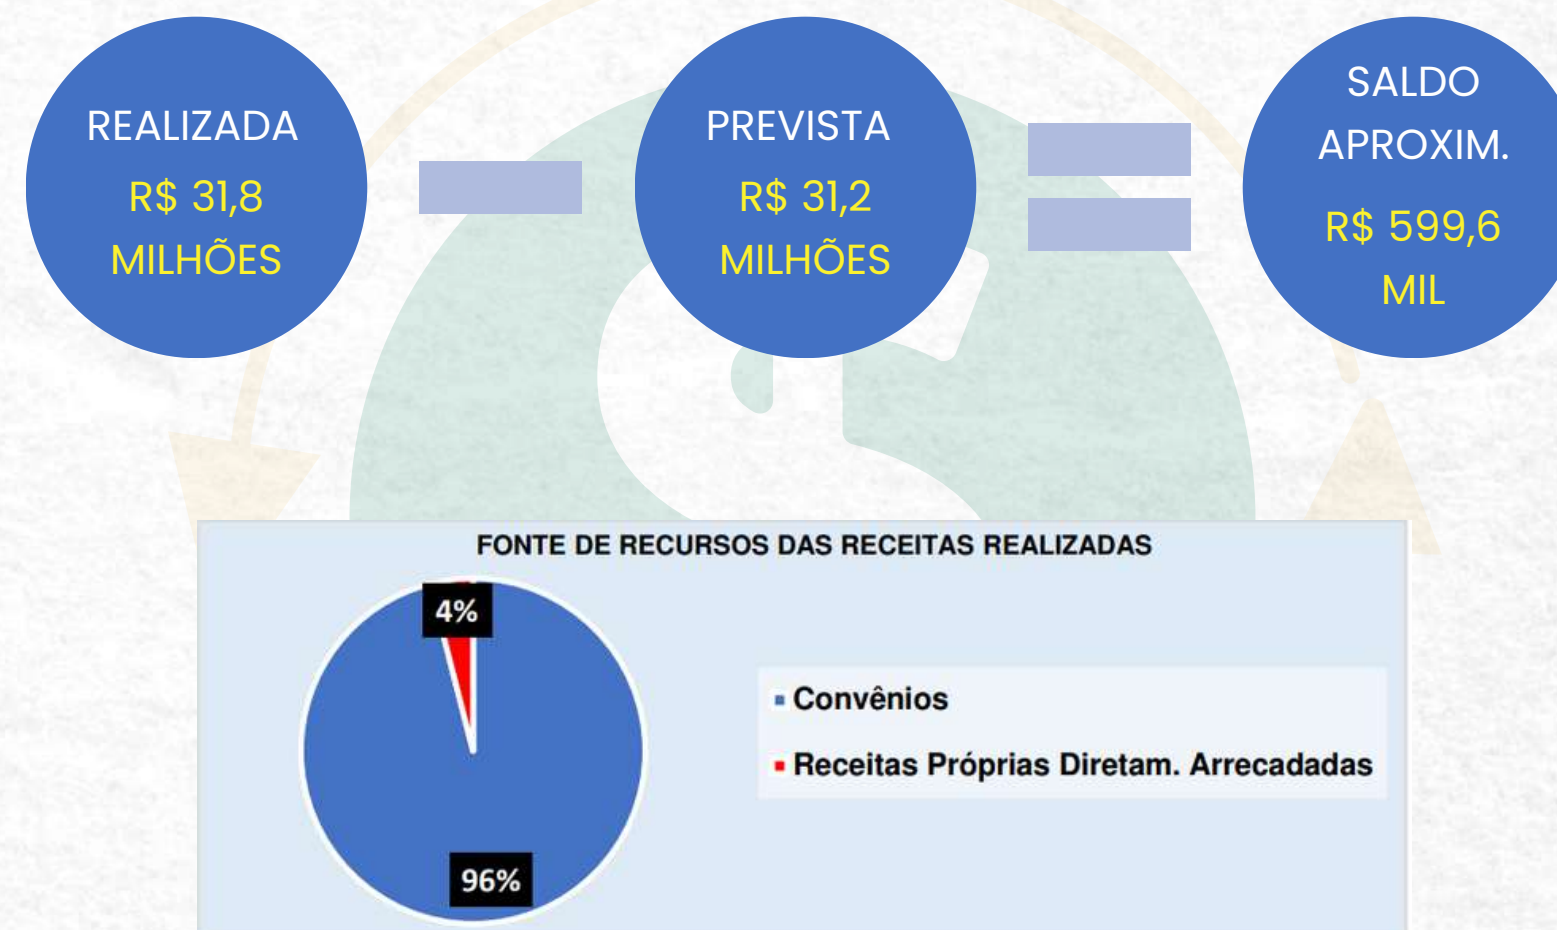 REALIZADA
R$ 31,8
MILHÕES
PREVISTA
R$ 31,2
MILHÕES
SALDO
APROXIM.
R$ 599,6
MIL
FONTE DE RECURSOS DAS RECEITAS REALIZADAS
4%
96%
Convênios
Receitas Próprias Diretam. Arrecadadas